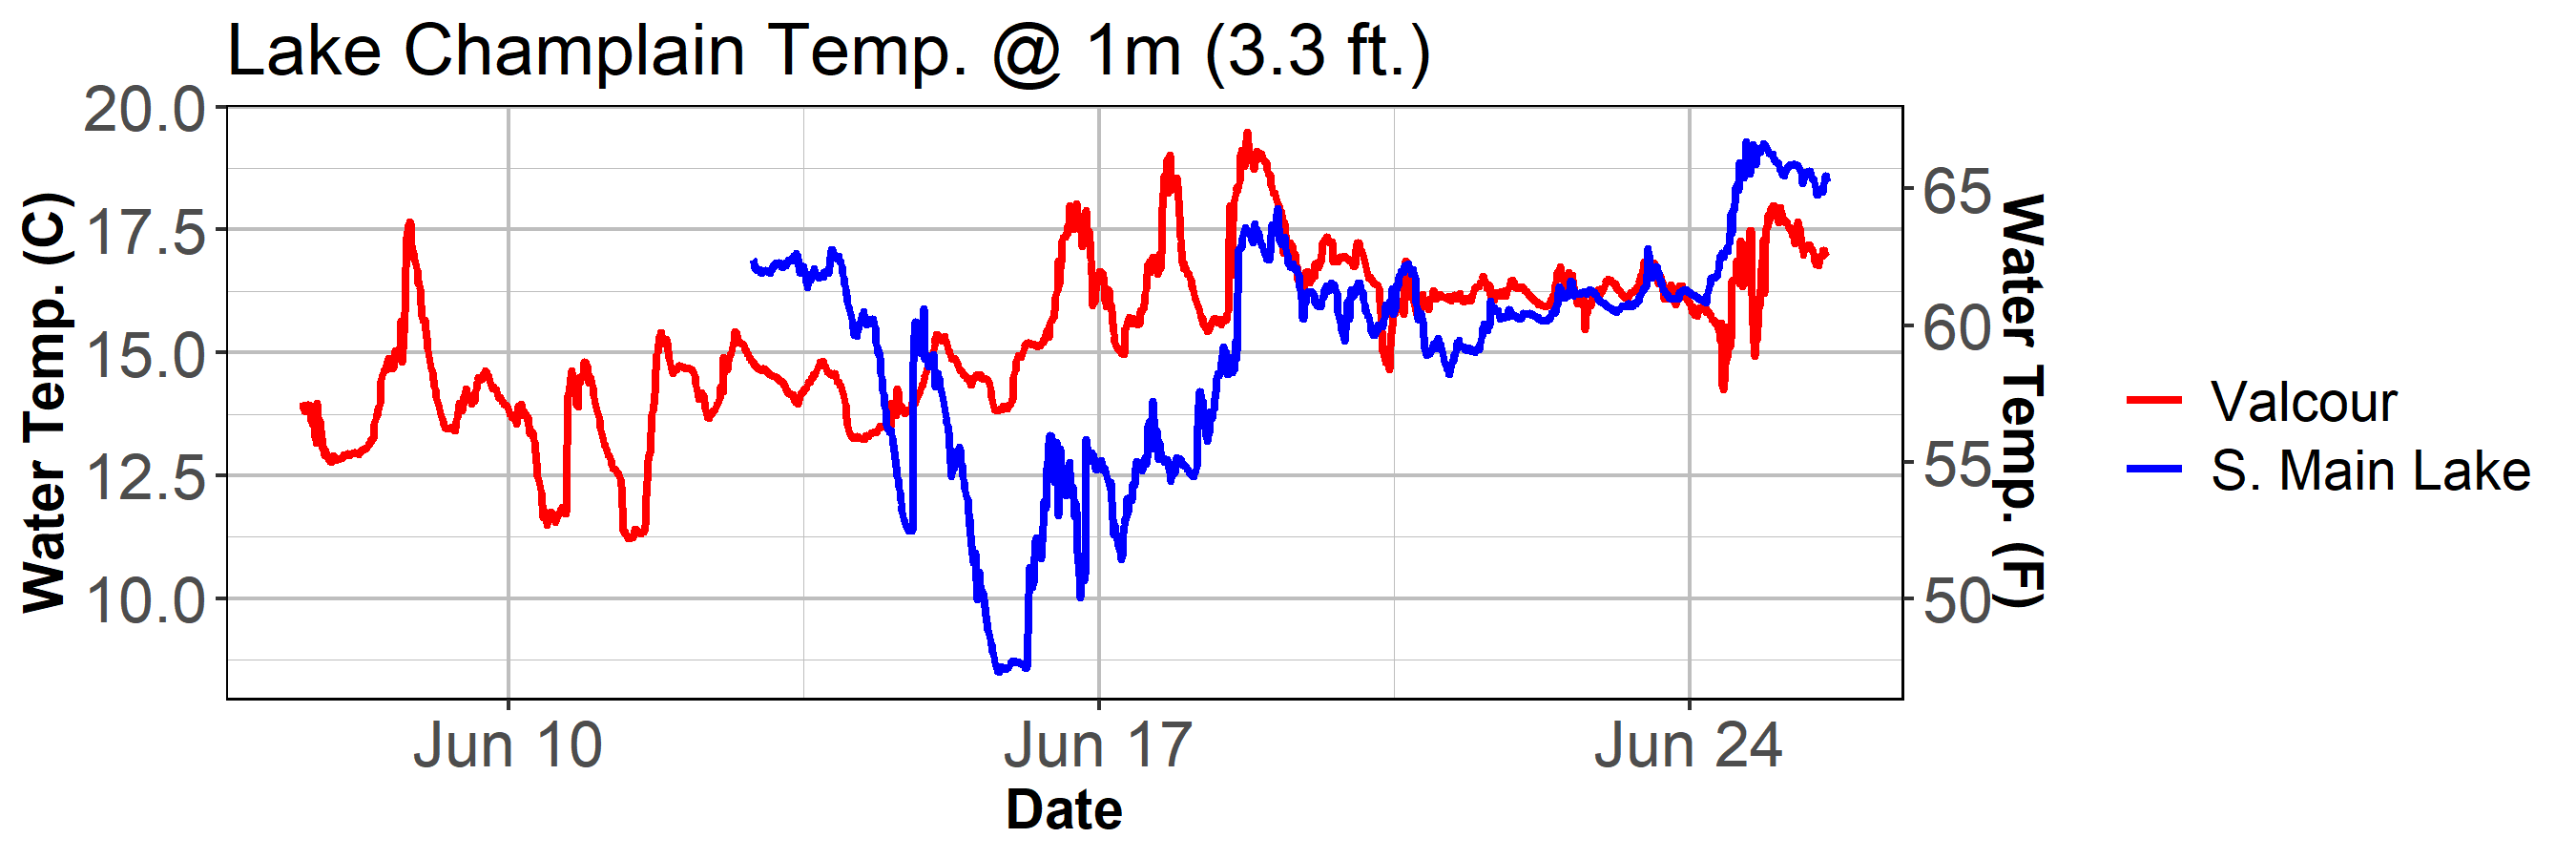 Lake Champlain Temp. @ 1m (3.3 ft.)
Water Temp. (C)
20.0
17.5
15.0
12.5
10.0
65
60
55
50
Water Temp. (F)
Jun 10
Jun 17
Jun 24
Date
Valcour
S. Main Lake